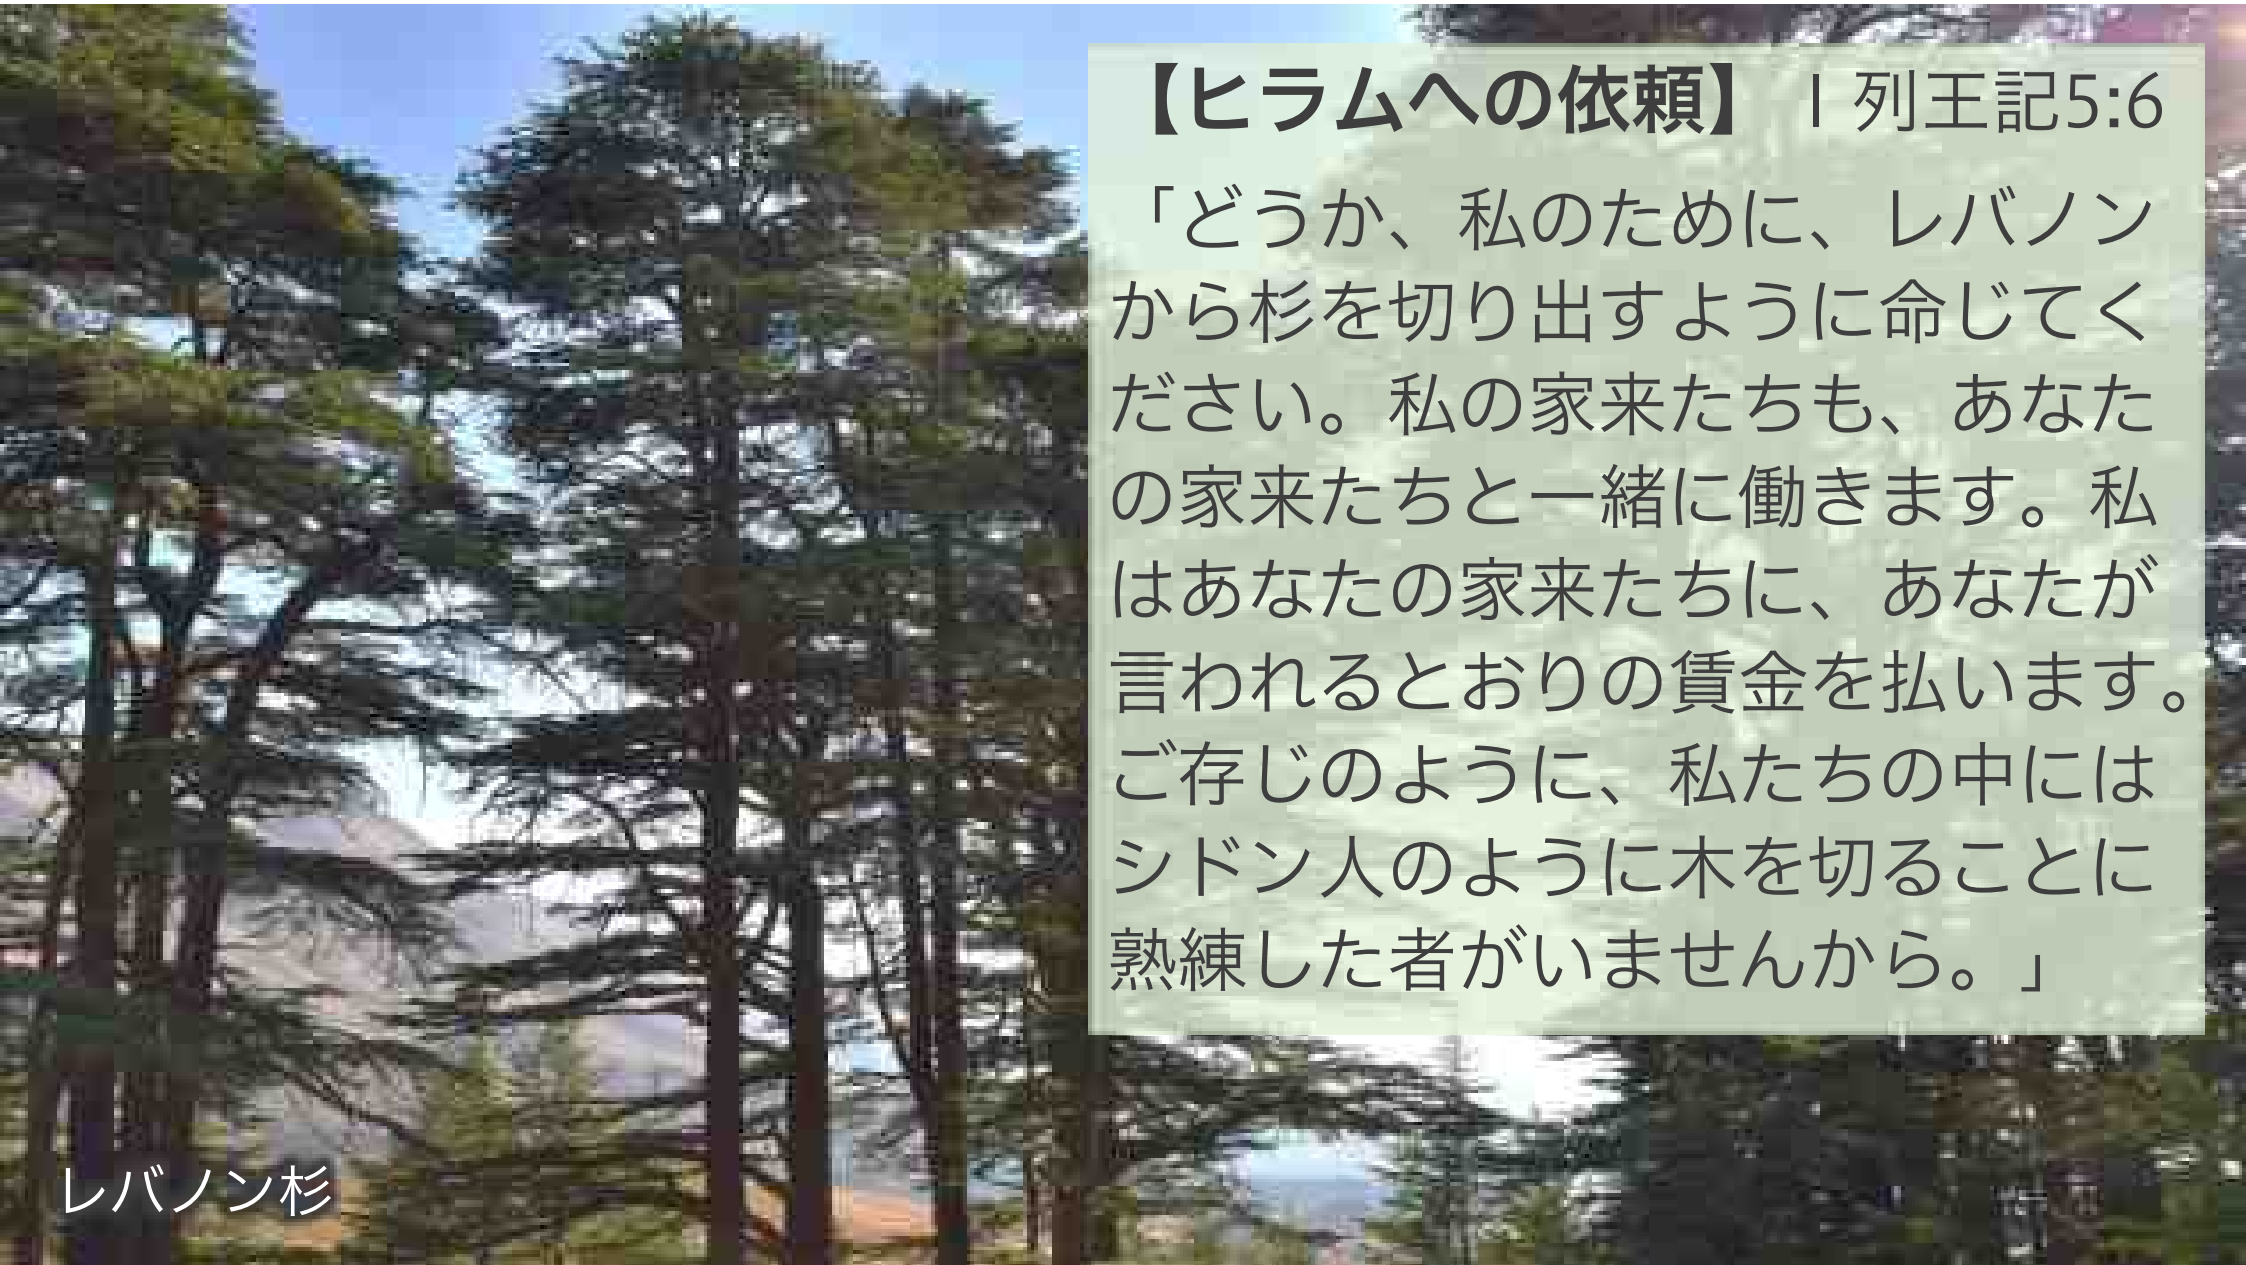 【ヒラムへの依頼】 Ⅰ列王記5:6
「どうか、私のために、レバノン
から杉を切り出すように命じてく
ださい。私の家来たちも、あなた
の家来たちと一緒に働きます。私
はあなたの家来たちに、あなたが
言われるとおりの賃金を払います。
ご存じのように、私たちの中には
シドン人のように木を切ることに
熟練した者がいませんから。」
レバノン杉